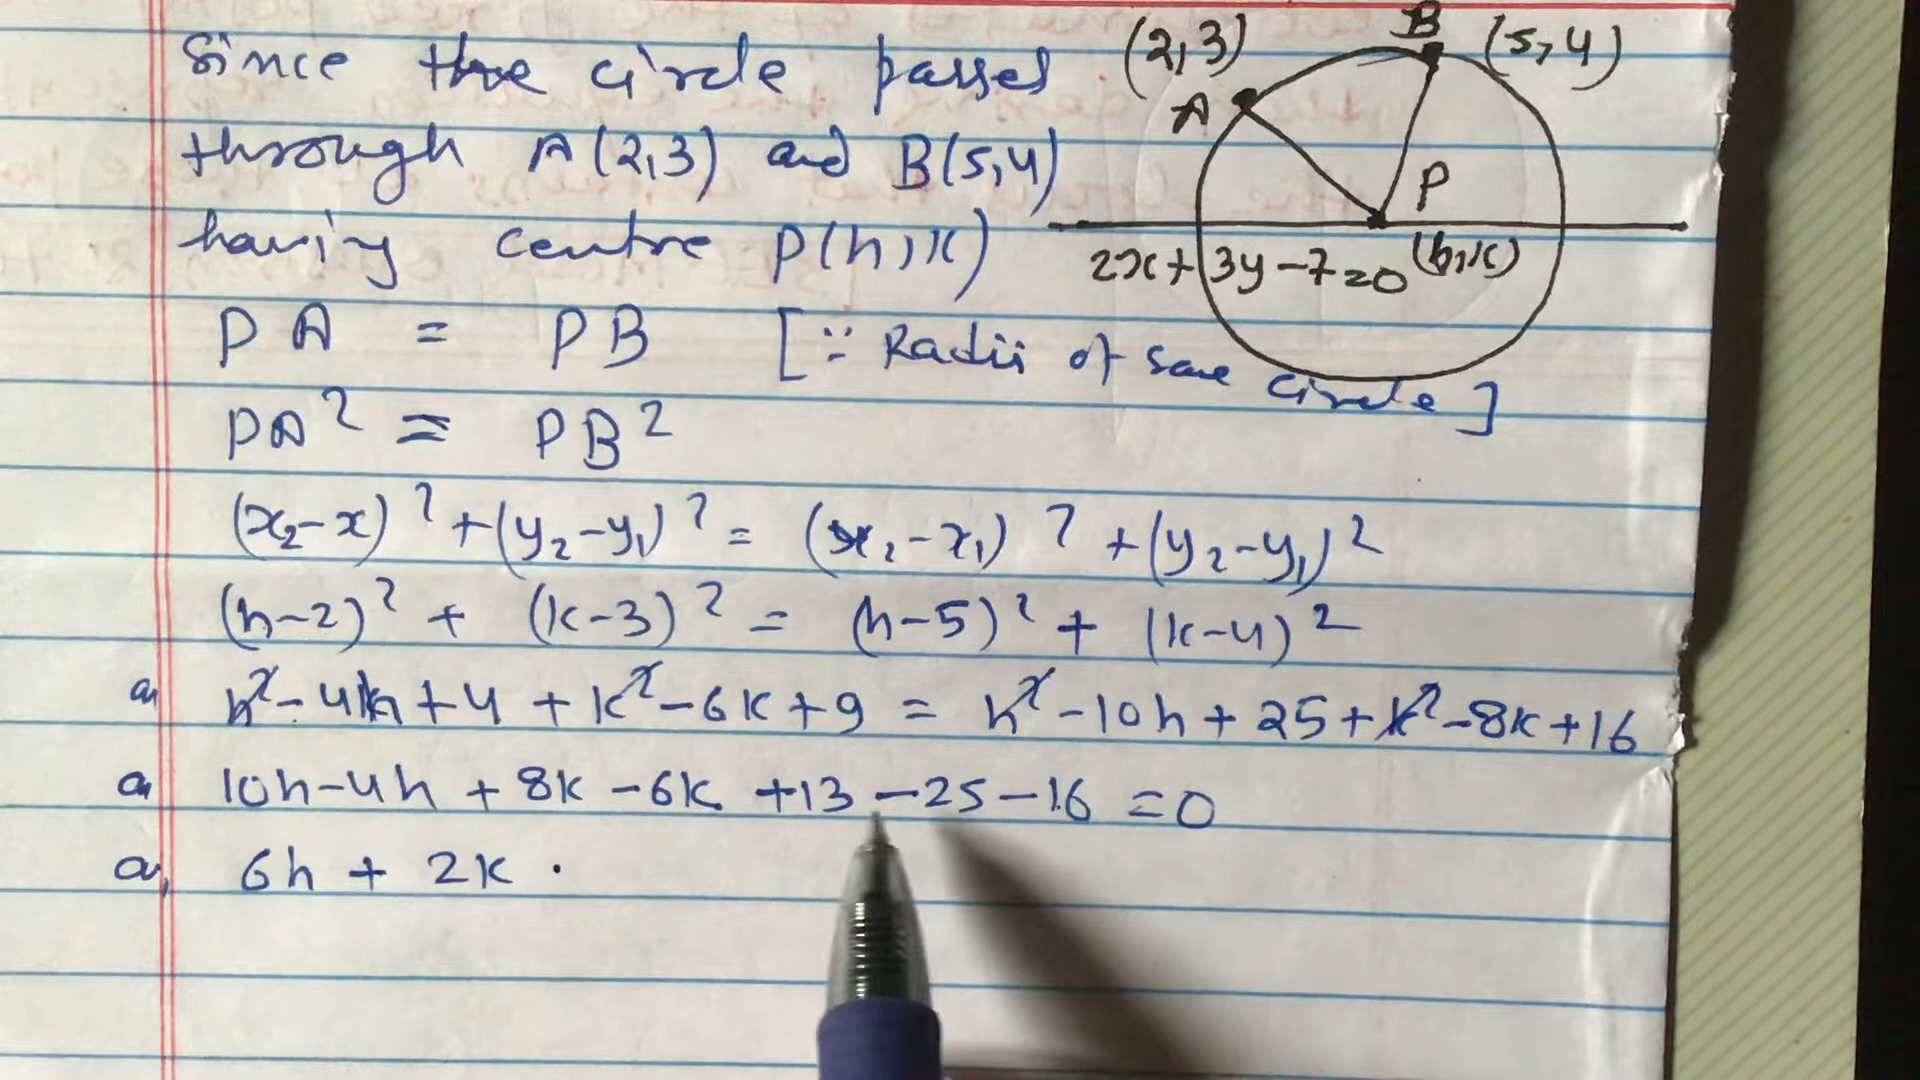 Since the circle passes
through A(2,3) and B(5,4)
having centre P(h,k)
(2,3)
B (5,4)
A
P
2x+3y-7=0 (h,k)
PA = PB [∵ Radii of same circle]
PA² = PB²
(x₂-x)² + (y₂-y₁)² = (x₂-x₁)² + (y₂-y₁)²
(h-2)² + (k-3)² = (h-5)² + (k-4)²
or h²-4h+4+k²-6k+9 = h²-10h+25+k²-8k+16
or 10h-4h+8k-6k+13-25-16=0
or, 6h + 2k